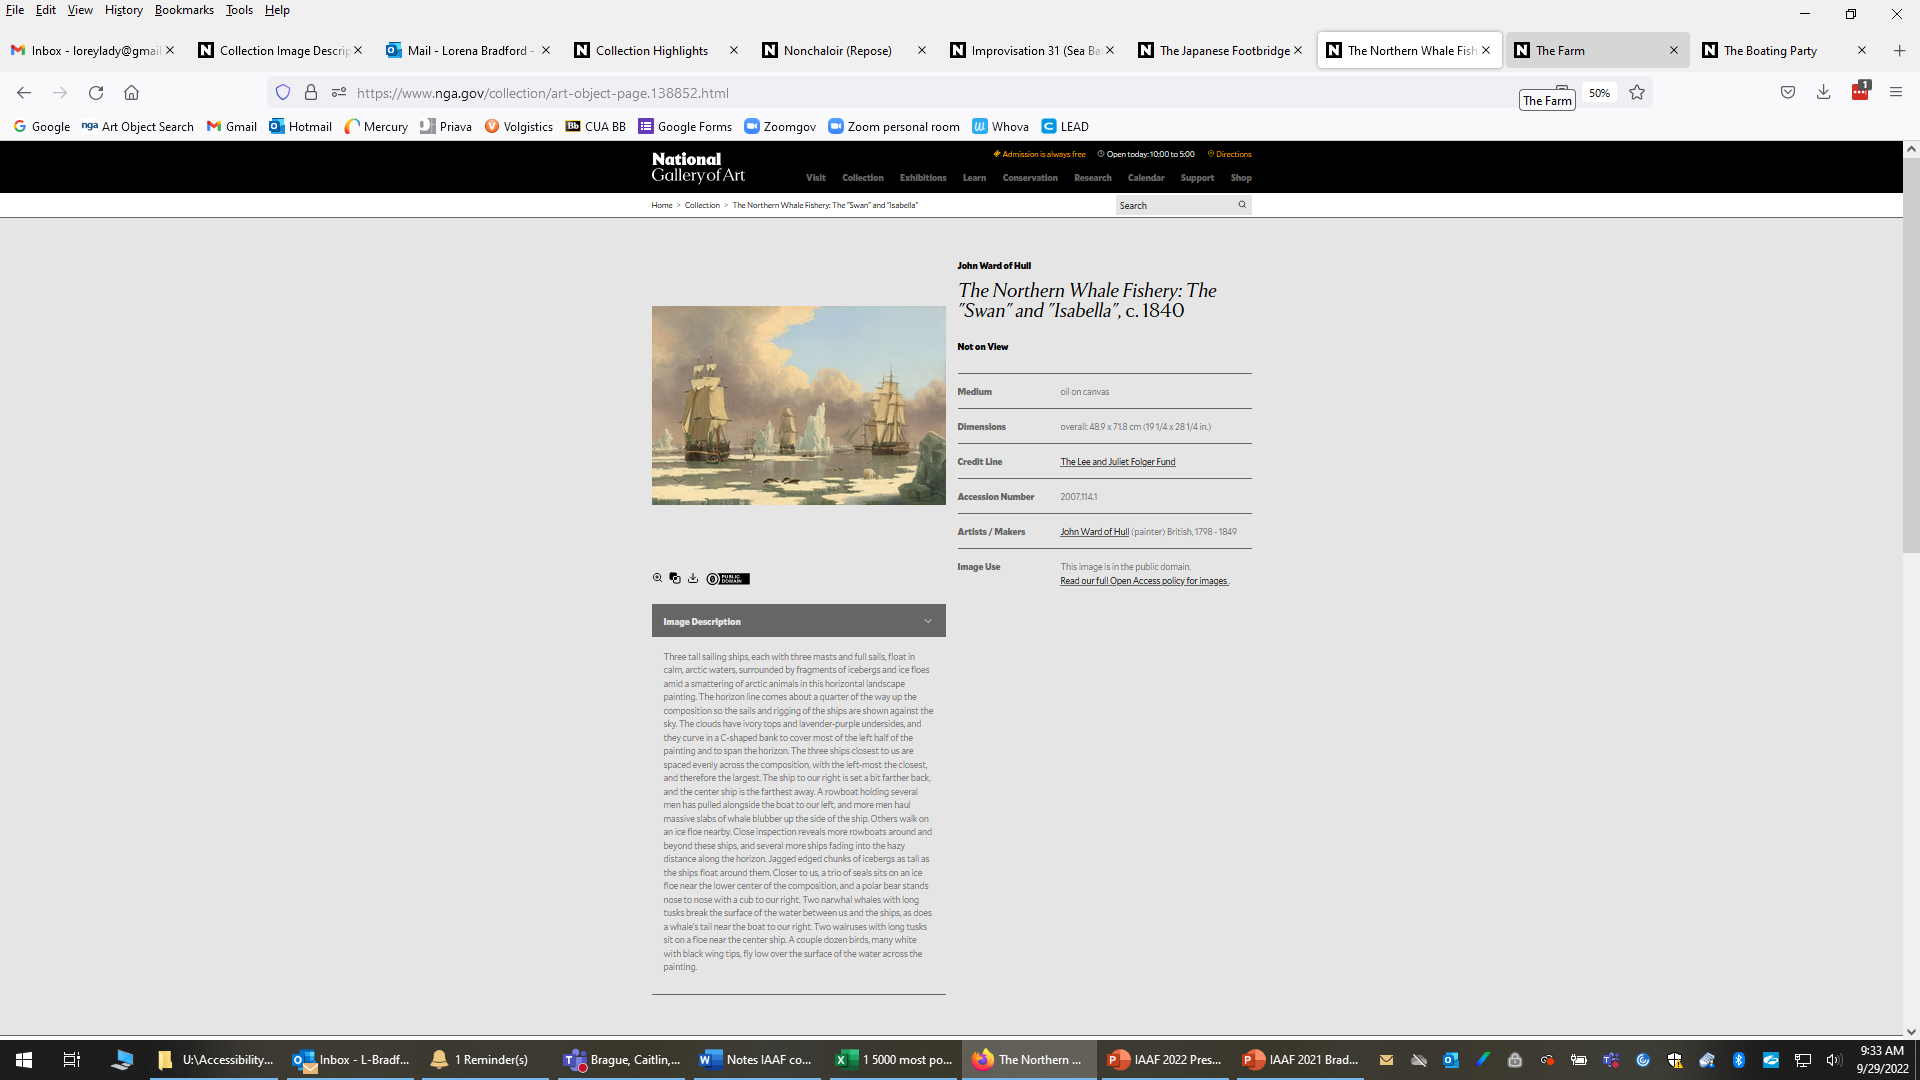 File Edit View History Bookmarks Tools Help
Inbox - loreylady@gmail
Collection Image Descrip
Mail - Lorena Bradford -
Collection Highlights
Nonchaloir (Repose)
Improvisation 31 (Sea Ba
The Japanese Footbridge
The Northern Whale Fish
The Farm
The Boating Party
https://www.nga.gov/collection/art-object-page.138852.html
50%
The Farm
1
Google
nga Art Object Search
Gmail
Hotmail
Mercury
Priava
Volgistics
Bb CUA BB
Google Forms
Zoomgov
Zoom personal room
Whova
LEAD
National
Gallery of Art
Admission is always free
Open today: 10:00 to 5:00
Directions
Visit Collection Exhibitions Learn Conservation Research Calendar Support Shop
Home > Collection > The Northern Whale Fishery: The "Swan" and "Isabella"
Search
John Ward of Hull
The Northern Whale Fishery: The
"Swan" and "Isabella", c. 1840
Not on View
Medium oil on canvas
Dimensions overall: 48.9 x 71.8 cm (19 1/4 x 28 1/4 in.)
Credit Line The Lee and Juliet Folger Fund
Accession Number 2007.114.1
Artists / Makers John Ward of Hull (painter) British, 1798 - 1849
Image Use This image is in the public domain.
Read our full Open Access policy for images .
PUBLIC
DOMAIN
Image Description
Three tall sailing ships, each with three masts and full sails, float in
calm, arctic waters, surrounded by fragments of icebergs and ice floes
amid a smattering of arctic animals in this horizontal landscape
painting. The horizon line comes about a quarter of the way up the
composition so the sails and rigging of the ships are shown against the
sky. The clouds have ivory tops and lavender-purple undersides, and
they curve in a C-shaped bank to cover most of the left half of the
painting and to span the horizon. The three ships closest to us are
spaced evenly across the composition, with the left-most the closest,
and therefore the largest. The ship to our right is set a bit farther back,
and the center ship is the farthest away. A rowboat holding several
men has pulled alongside the boat to our left, and more men haul
massive slabs of whale blubber up the side of the ship. Others walk on
an ice floe nearby. Close inspection reveals more rowboats around and
beyond these ships, and several more ships fading into the hazy
distance along the horizon. Jagged edged chunks of icebergs as tall as
the ships float around them. Closer to us, a trio of seals sits on an ice
floe near the lower center of the composition, and a polar bear stands
nose to nose with a cub to our right. Two narwhal whales with long
tusks break the surface of the water between us and the ships, as does
a whale's tail near the boat to our right. Two walruses with long tusks
sit on a floe near the center ship. A couple dozen birds, many white
with black wing tips, fly low over the surface of the water across the
painting.
U:\Accessibility...
Inbox - L-Bradf...
1 Reminder(s)
Brague, Caitlin,...
Notes IAAF co...
1 5000 most po...
The Northern ...
IAAF 2022 Pres...
IAAF 2021 Brad...
9:33 AM
9/29/2022